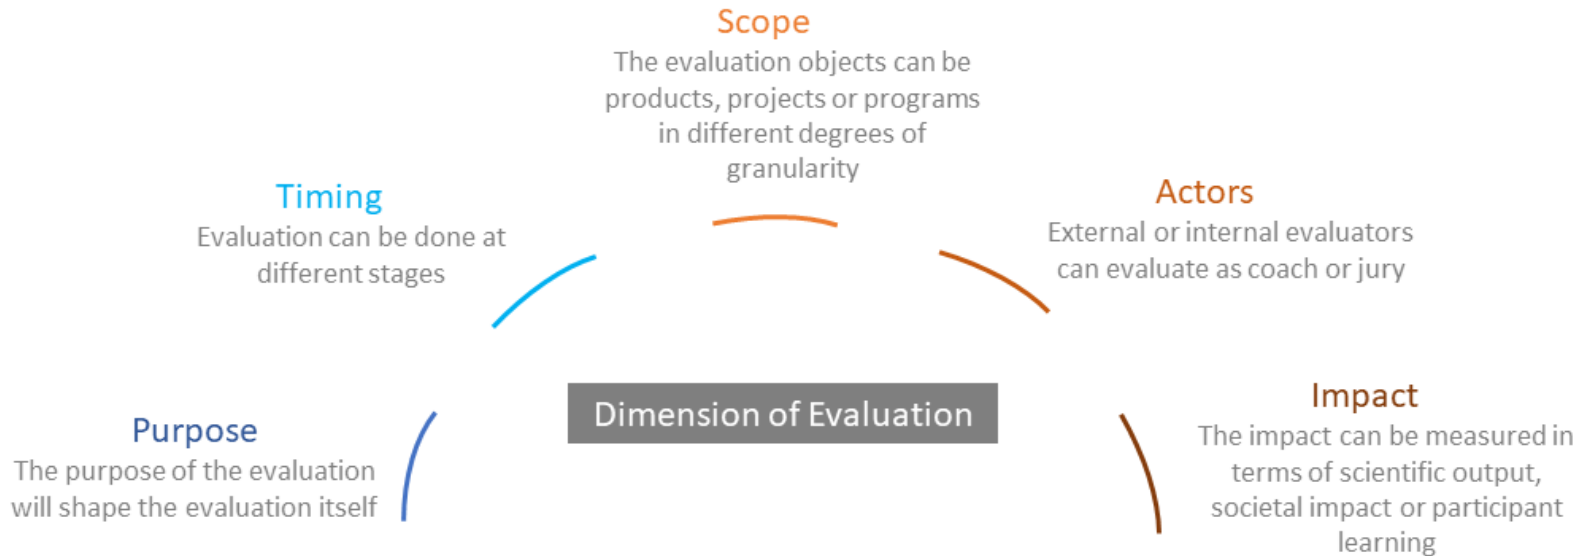 Scope
The evaluation objects can be
products, projects or programs
in different degrees of
granularity
Timing
Evaluation can be done at
different stages
Actors
External or internal evaluators
can evaluate as coach or jury
Dimension of Evaluation
Purpose
The purpose of the evaluation
will shape the evaluation itself
Impact
The impact can be measured in
terms of scientific output,
societal impact or participant
learning